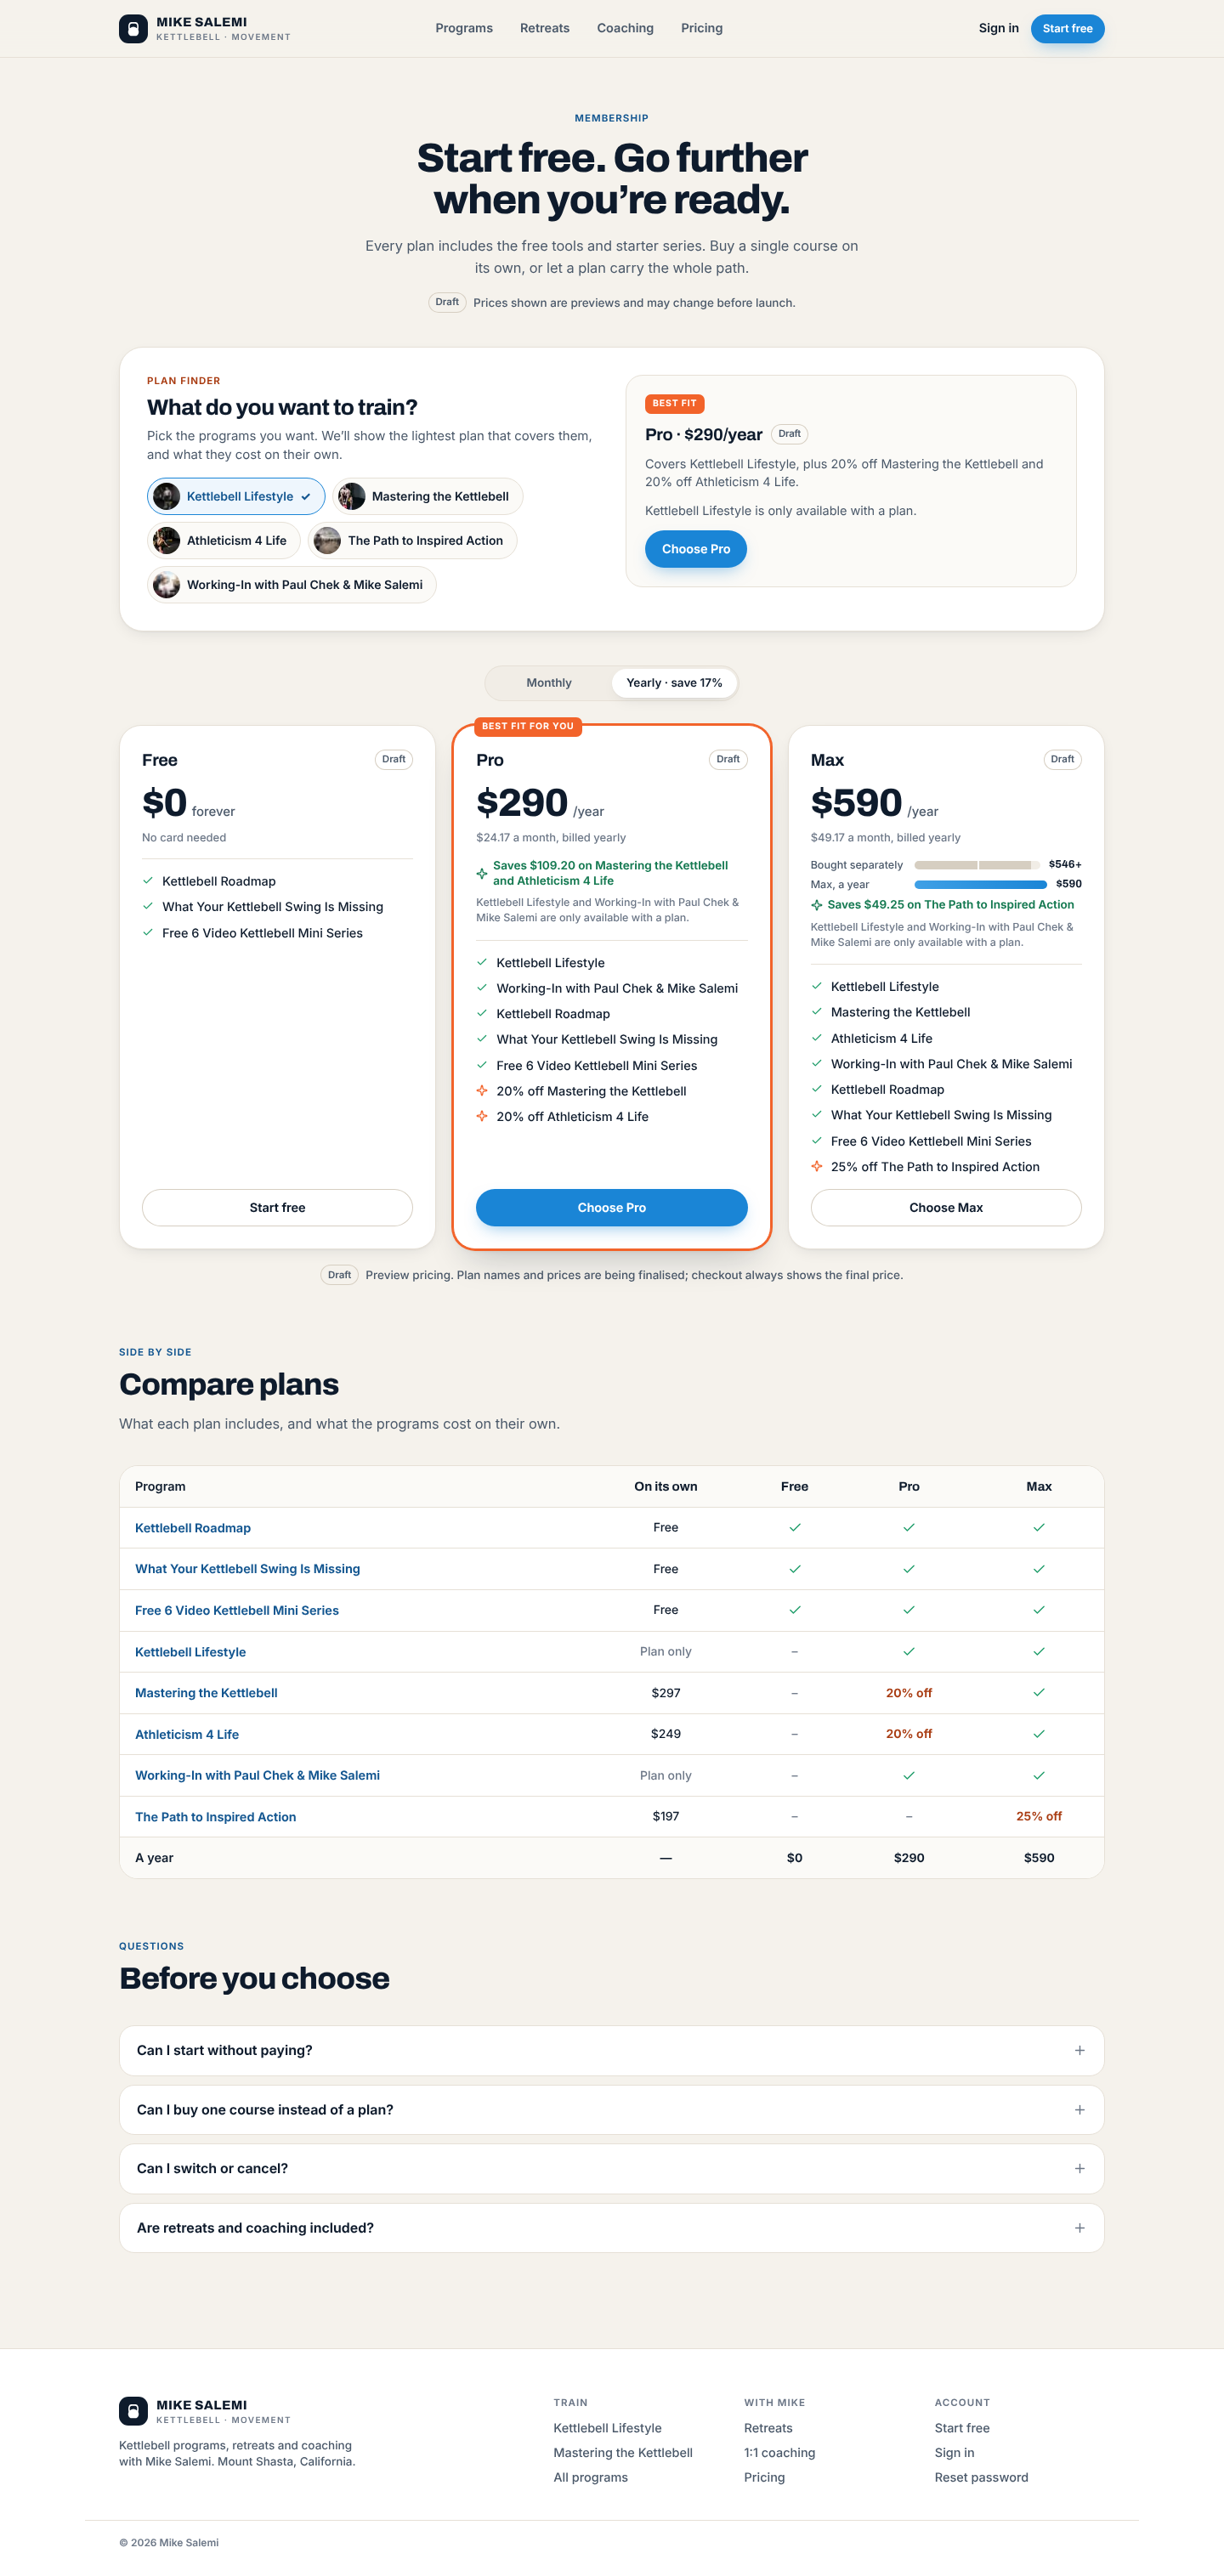 MIKE SALEMI
KETTLEBELL · MOVEMENT
Programs
Retreats
Coaching
Pricing
Sign in
Start free
MEMBERSHIP
Start free. Go further
when you’re ready.
Every plan includes the free tools and starter series. Buy a single course on
its own, or let a plan carry the whole path.
Draft Prices shown are previews and may change before launch.
PLAN FINDER
What do you want to train?
Pick the programs you want. We’ll show the lightest plan that covers them,
and what they cost on their own.
Kettlebell Lifestyle ✓
Mastering the Kettlebell
Athleticism 4 Life
The Path to Inspired Action
Working-In with Paul Chek & Mike Salemi
BEST FIT
Pro · $290/year Draft
Covers Kettlebell Lifestyle, plus 20% off Mastering the Kettlebell and
20% off Athleticism 4 Life.
Kettlebell Lifestyle is only available with a plan.
Choose Pro
Monthly
Yearly · save 17%
Free Draft
$0 forever
No card needed
Kettlebell Roadmap
What Your Kettlebell Swing Is Missing
Free 6 Video Kettlebell Mini Series
Start free
BEST FIT FOR YOU
Pro Draft
$290 /year
$24.17 a month, billed yearly
Saves $109.20 on Mastering the Kettlebell
and Athleticism 4 Life
Kettlebell Lifestyle and Working-In with Paul Chek &
Mike Salemi are only available with a plan.
Kettlebell Lifestyle
Working-In with Paul Chek & Mike Salemi
Kettlebell Roadmap
What Your Kettlebell Swing Is Missing
Free 6 Video Kettlebell Mini Series
20% off Mastering the Kettlebell
20% off Athleticism 4 Life
Choose Pro
Max Draft
$590 /year
$49.17 a month, billed yearly
Bought separately $546+
Max, a year $590
Saves $49.25 on The Path to Inspired Action
Kettlebell Lifestyle and Working-In with Paul Chek &
Mike Salemi are only available with a plan.
Kettlebell Lifestyle
Mastering the Kettlebell
Athleticism 4 Life
Working-In with Paul Chek & Mike Salemi
Kettlebell Roadmap
What Your Kettlebell Swing Is Missing
Free 6 Video Kettlebell Mini Series
25% off The Path to Inspired Action
Choose Max
Draft Preview pricing. Plan names and prices are being finalised; checkout always shows the final price.
SIDE BY SIDE
Compare plans
What each plan includes, and what the programs cost on their own.
Program On its own Free Pro Max
Kettlebell Roadmap Free ✓ ✓ ✓
What Your Kettlebell Swing Is Missing Free ✓ ✓ ✓
Free 6 Video Kettlebell Mini Series Free ✓ ✓ ✓
Kettlebell Lifestyle Plan only – ✓ ✓
Mastering the Kettlebell $297 – 20% off ✓
Athleticism 4 Life $249 – 20% off ✓
Working-In with Paul Chek & Mike Salemi Plan only – ✓ ✓
The Path to Inspired Action $197 – – 25% off
A year — $0 $290 $590
QUESTIONS
Before you choose
Can I start without paying? +
Can I buy one course instead of a plan? +
Can I switch or cancel? +
Are retreats and coaching included? +
MIKE SALEMI
KETTLEBELL · MOVEMENT
Kettlebell programs, retreats and coaching
with Mike Salemi. Mount Shasta, California.
TRAIN
Kettlebell Lifestyle
Mastering the Kettlebell
All programs
WITH MIKE
Retreats
1:1 coaching
Pricing
ACCOUNT
Start free
Sign in
Reset password
© 2026 Mike Salemi